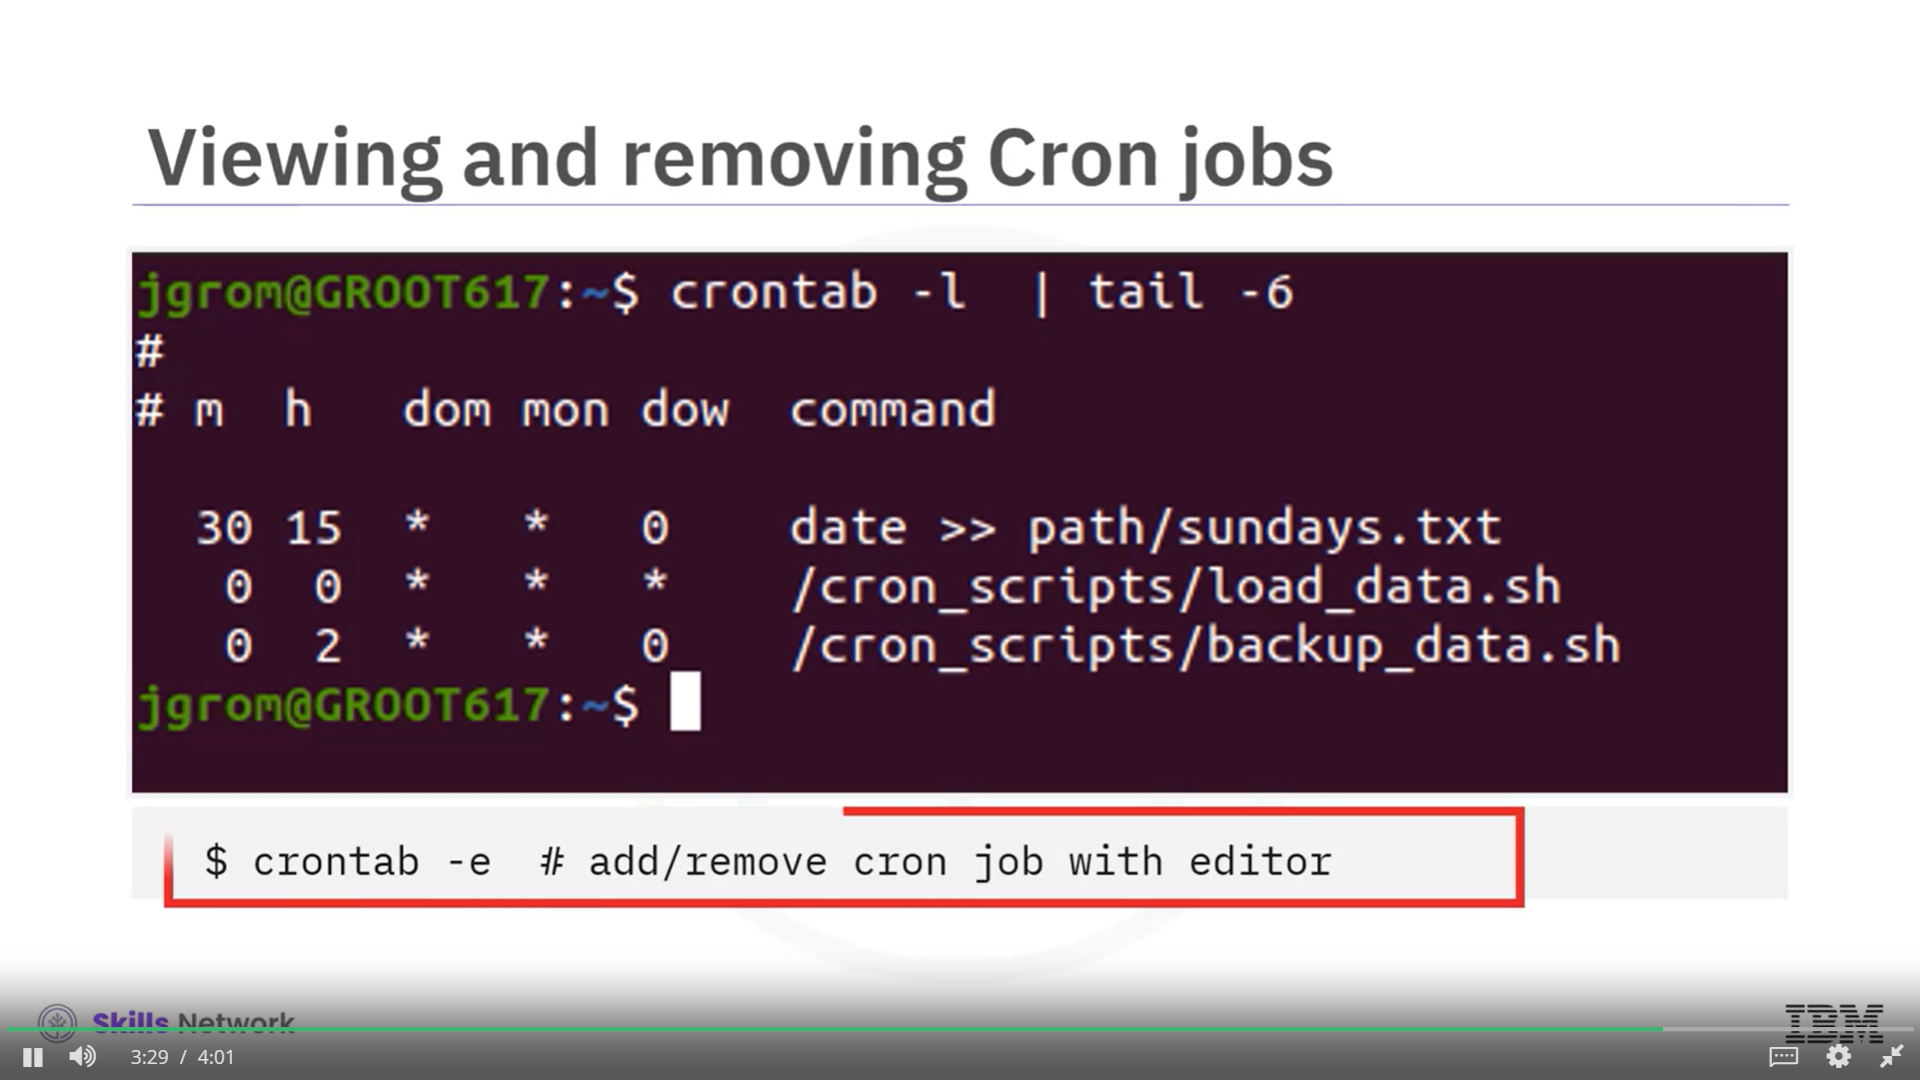 Viewing and removing Cron jobs
jgrom@GROOT617:~$ crontab -l  | tail -6
#
# m  h   dom mon dow  command
30 15  *   *   0    date >> path/sundays.txt
0  0  *   *   *    /cron_scripts/load_data.sh
0  2  *   *   0    /cron_scripts/backup_data.sh
jgrom@GROOT617:~$
$ crontab -e  # add/remove cron job with editor
Skills Network
IBM
3:29 / 4:01